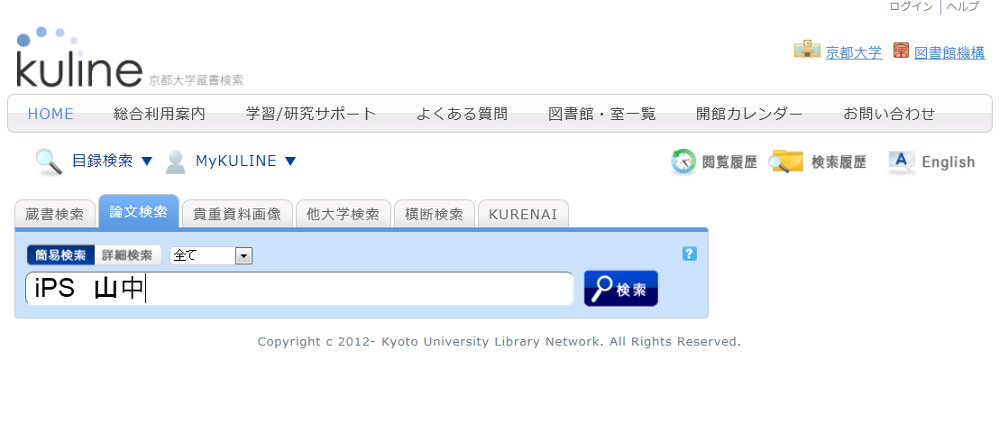 ログイン ヘルプ
kuline 京都大学蔵書検索
京都大学 図書館機構
HOME 総合利用案内 学習/研究サポート よくある質問 図書館・室一覧 開館カレンダー お問い合わせ
目録検索 ▼ MyKULINE ▼ 閲覧履歴 検索履歴 A English
蔵書検索 論文検索 貴重資料画像 他大学検索 横断検索 KURENAI
簡易検索 詳細検索 全て ?
iPS 山中 検索
Copyright c 2012- Kyoto University Library Network. All Rights Reserved.